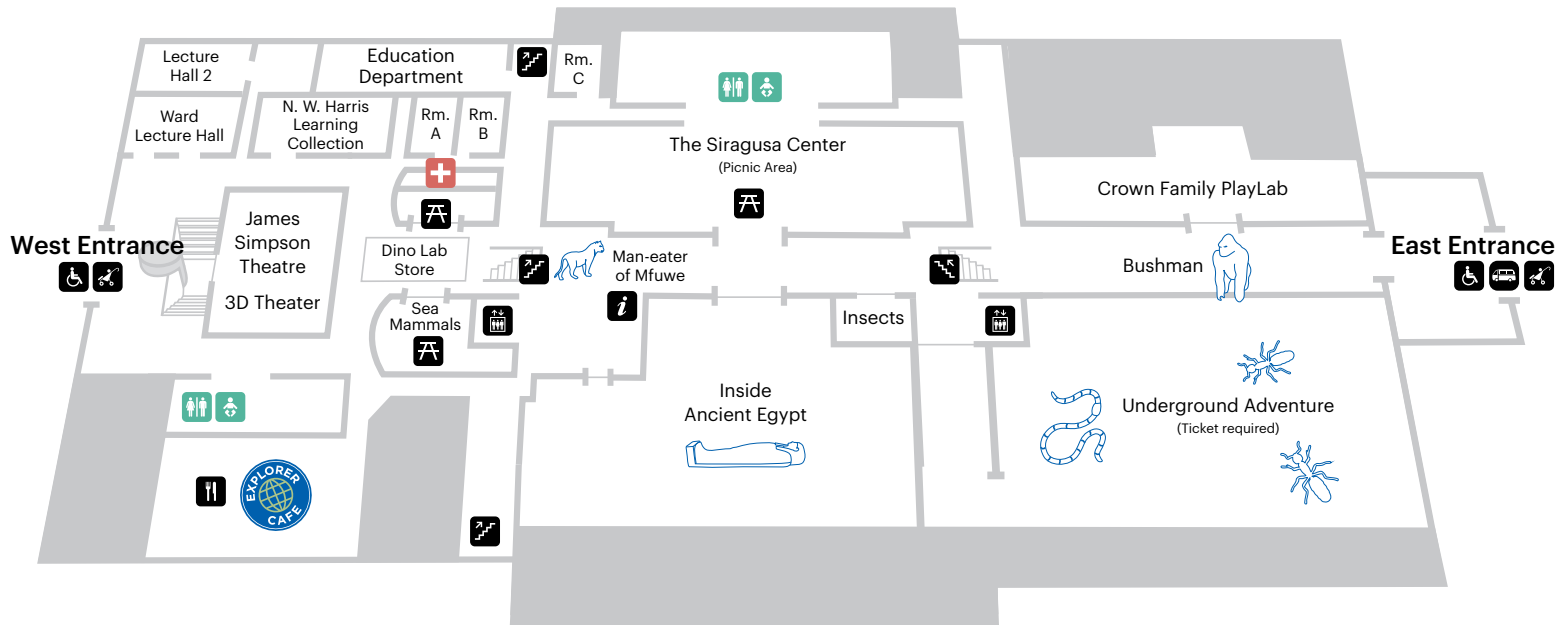 Lecture
Hall 2
Education
Department
Rm.
C
Ward
Lecture Hall
N. W. Harris
Learning
Collection
Rm.
A
Rm.
B
The Siragusa Center
(Picnic Area)
Crown Family PlayLab
West Entrance
James
Simpson
Theatre
3D Theater
Dino Lab
Store
Man-eater
of Mfuwe
i
Bushman
East Entrance
Sea
Mammals
Insects
Inside
Ancient Egypt
Underground Adventure
(Ticket required)
EXPLORER
CAFE